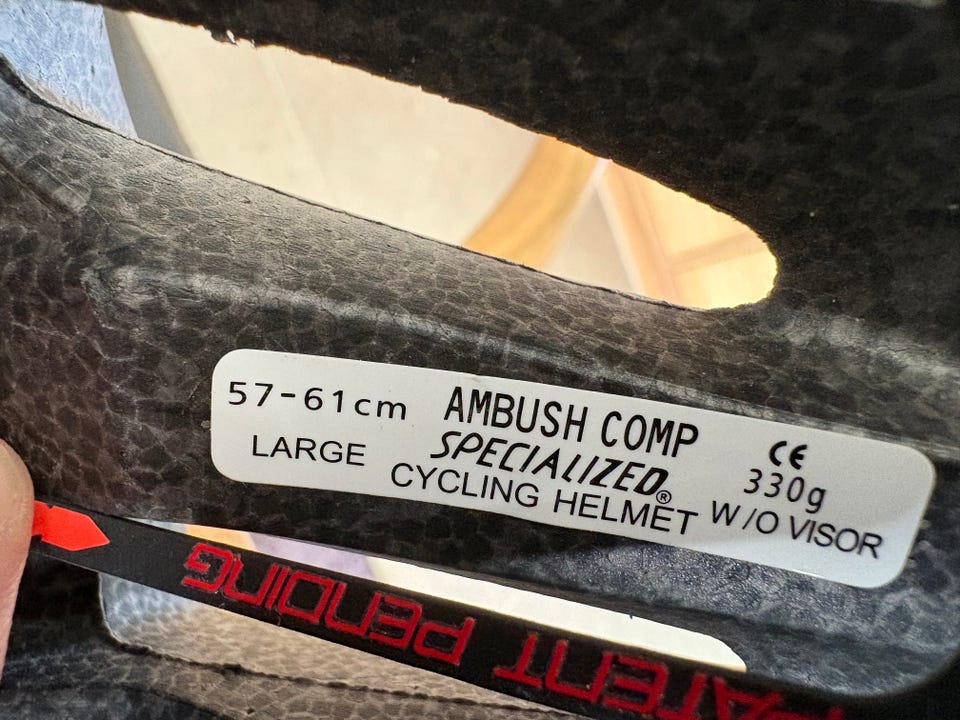 57-61cm
LARGE
AMBUSH COMP
SPECIALIZED®
CYCLING HELMET
CE
330g
W/O VISOR
PATENT PENDING